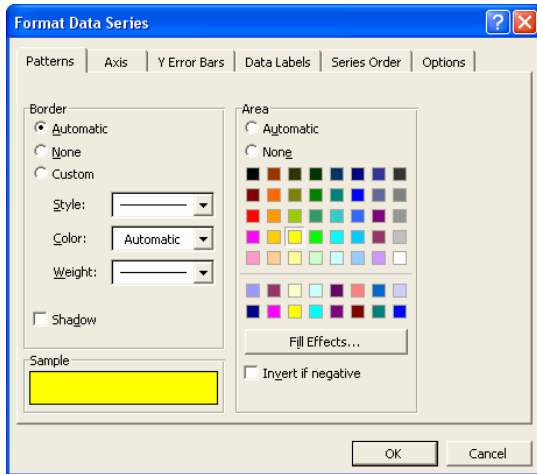 Format Data Series
Patterns Axis Y Error Bars Data Labels Series Order Options
Border
Automatic
None
Custom
Style:
Color: Automatic
Weight:
Shadow
Sample
Area
Automatic
None
Fill Effects...
Invert if negative
OK Cancel